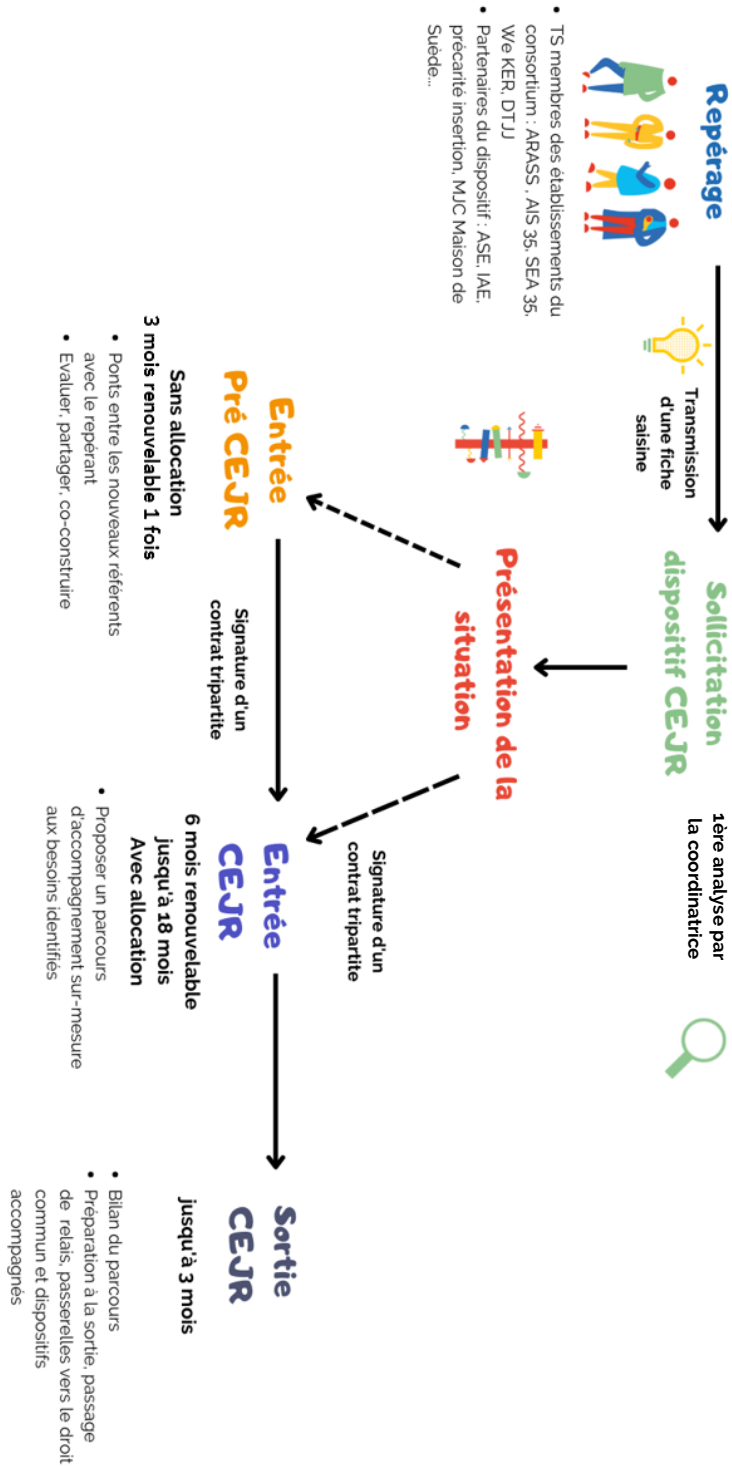 Repérage
• TS membres des établissements du
consortium : ARASS , AIS 35, SEA 35,
We KER, DTJJ
• Partenaires du dispositif : ASE, IAE,
précarité insertion, MJC Maison de
Suède...
Transmission
d'une fiche
saisine
Sollicitation
dispositif CEJR
1ère analyse par
la coordinatrice
Présentation de la
situation
Entrée
Pré CEJR
Sans allocation
3 mois renouvelable 1 fois
• Ponts entre les nouveaux référents
avec le repérant
• Evaluer, partager, co-construire
Signature d'un
contrat tripartite
Signature d'un
contrat tripartite
Entrée
CEJR
6 mois renouvelable
jusqu'à 18 mois
Avec allocation
• Proposer un parcours
d'accompagnement sur-mesure
aux besoins identifiés
Sortie
CEJR
jusqu'à 3 mois
• Bilan du parcours
• Préparation à la sortie, passage
de relais, passerelles vers le droit
commun et dispositifs
accompagnés